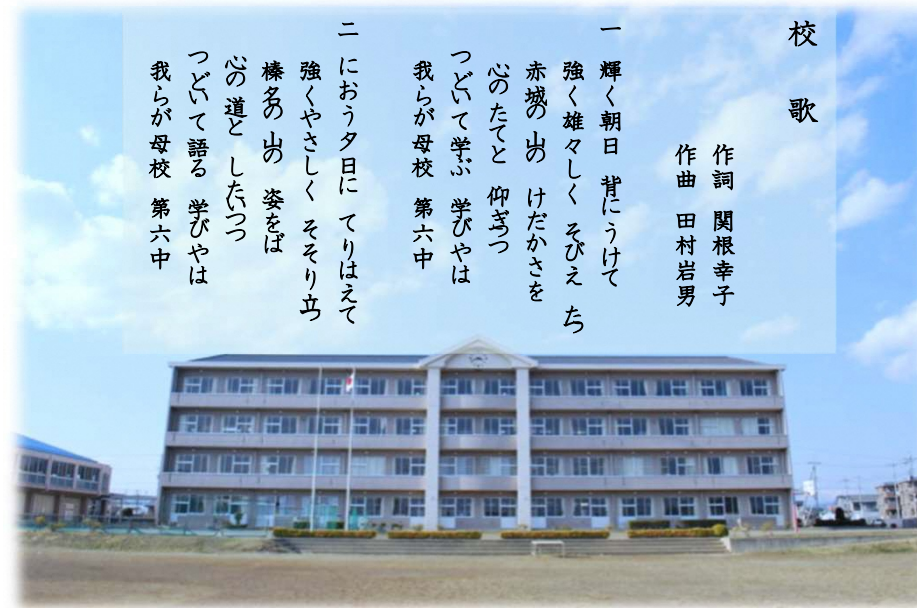 校歌
作詞 関根幸子
作曲 田村岩男
一 輝く朝日 背にうけて
強く雄々しく そびえ たち
赤城の 山の けだかさを
心の たてと 仰ぎつつ
つどいて 学ぶ 学びやは
我らが 母校 第六中
二 におう夕日に てりはえて
強くやさしく そそり立つ
榛名の 山の 姿をば
心の 道と したいつつ
つどいて 語る 学びやは
我らが 母校 第六中